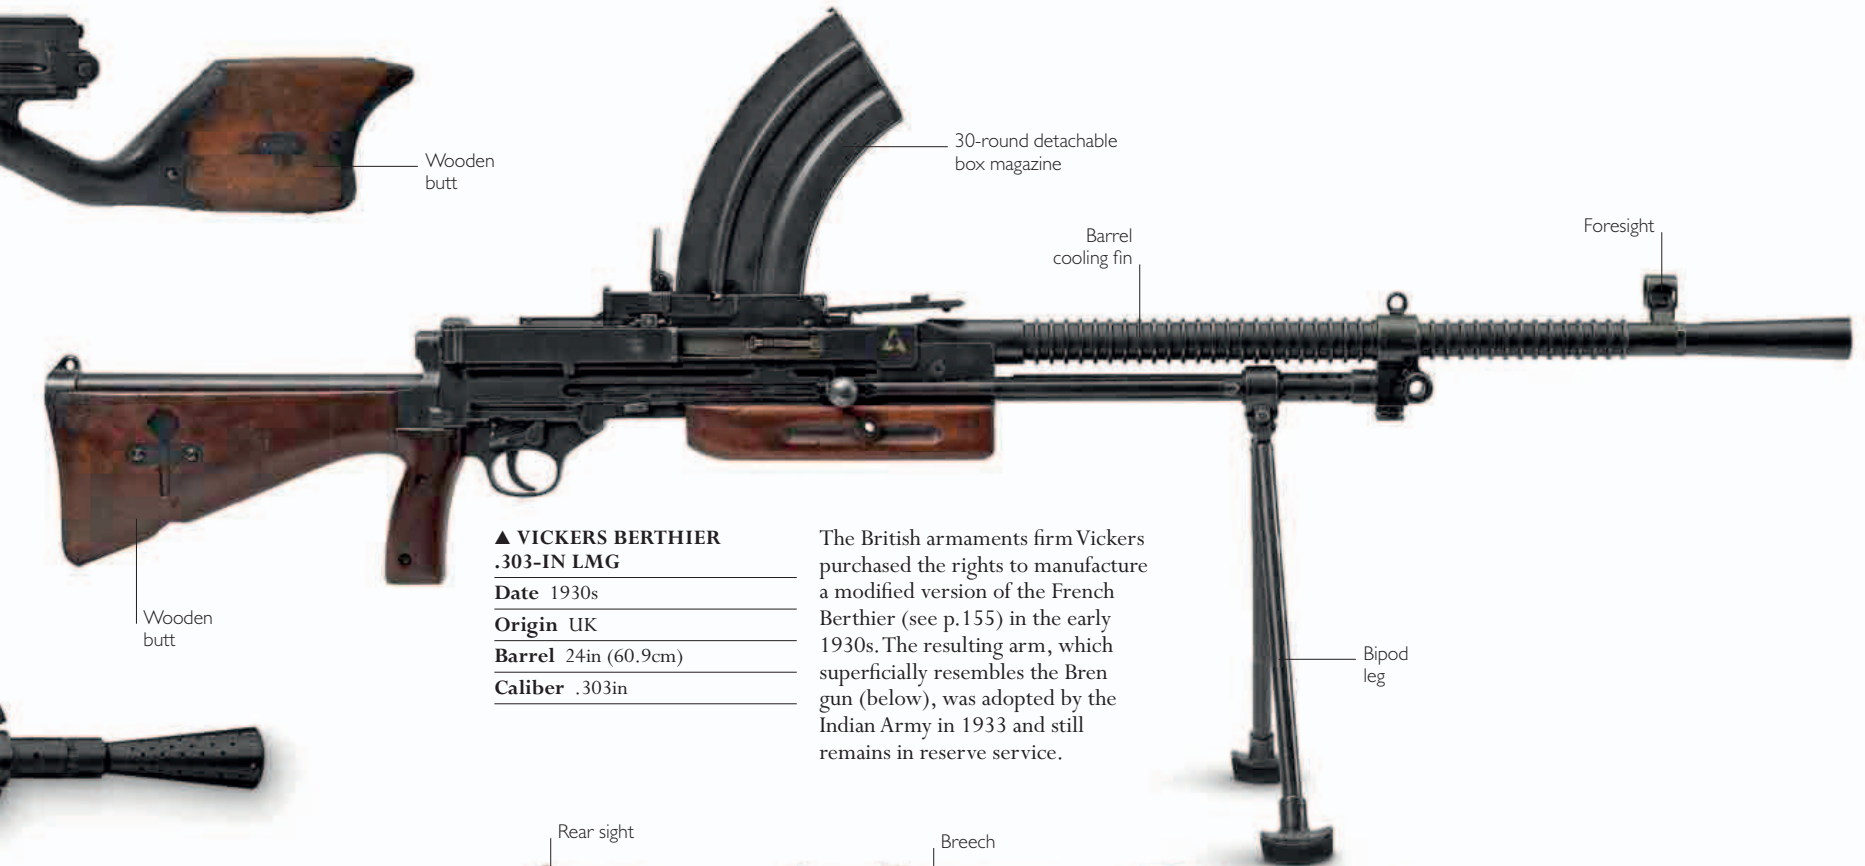 Wooden
butt
30-round detachable
box magazine
Barrel
cooling fin
Foresight
Wooden
butt
▲ VICKERS BERTHIER
.303-IN LMG
Date 1930s
Origin UK
Barrel 24in (60.9cm)
Caliber .303in
The British armaments firm Vickers
purchased the rights to manufacture
a modified version of the French
Berthier (see p.155) in the early
1930s. The resulting arm, which
superficially resembles the Bren
gun (below), was adopted by the
Indian Army in 1933 and still
remains in reserve service.
Bipod
leg
Rear sight
Breech